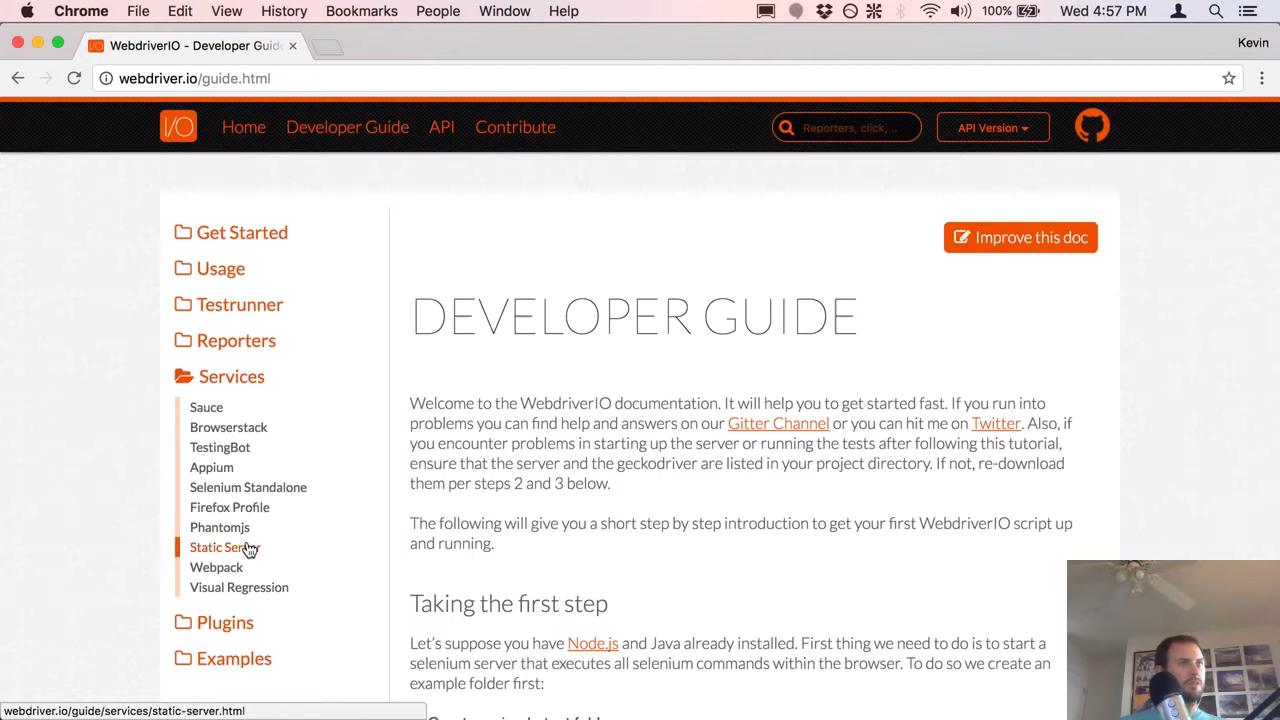 Chrome File Edit View History Bookmarks People Window Help 100% Wed 4:57 PM
WebdriverIO - Developer Guide
Kevin
webdriver.io/guide.html
I/O Home Developer Guide API Contribute Reporters, click, .. API Version
Get Started
Usage
Testrunner
Reporters
Services
Sauce
Browserstack
TestingBot
Appium
Selenium Standalone
Firefox Profile
Phantomjs
Static Server
Webpack
Visual Regression
Plugins
Examples
Improve this doc
DEVELOPER GUIDE
Welcome to the WebdriverIO documentation. It will help you to get started fast. If you run into
problems you can find help and answers on our Gitter Channel or you can hit me on Twitter. Also, if
you encounter problems in starting up the server or running the tests after following this tutorial,
ensure that the server and the geckodriver are listed in your project directory. If not, re-download
them per steps 2 and 3 below.
The following will give you a short step by step introduction to get your first WebdriverIO script up
and running.
Taking the first step
Let's suppose you have Node.js and Java already installed. First thing we need to do is to start a
selenium server that executes all selenium commands within the browser. To do so we create an
example folder first:
webdriver.io/guide/services/static-server.html